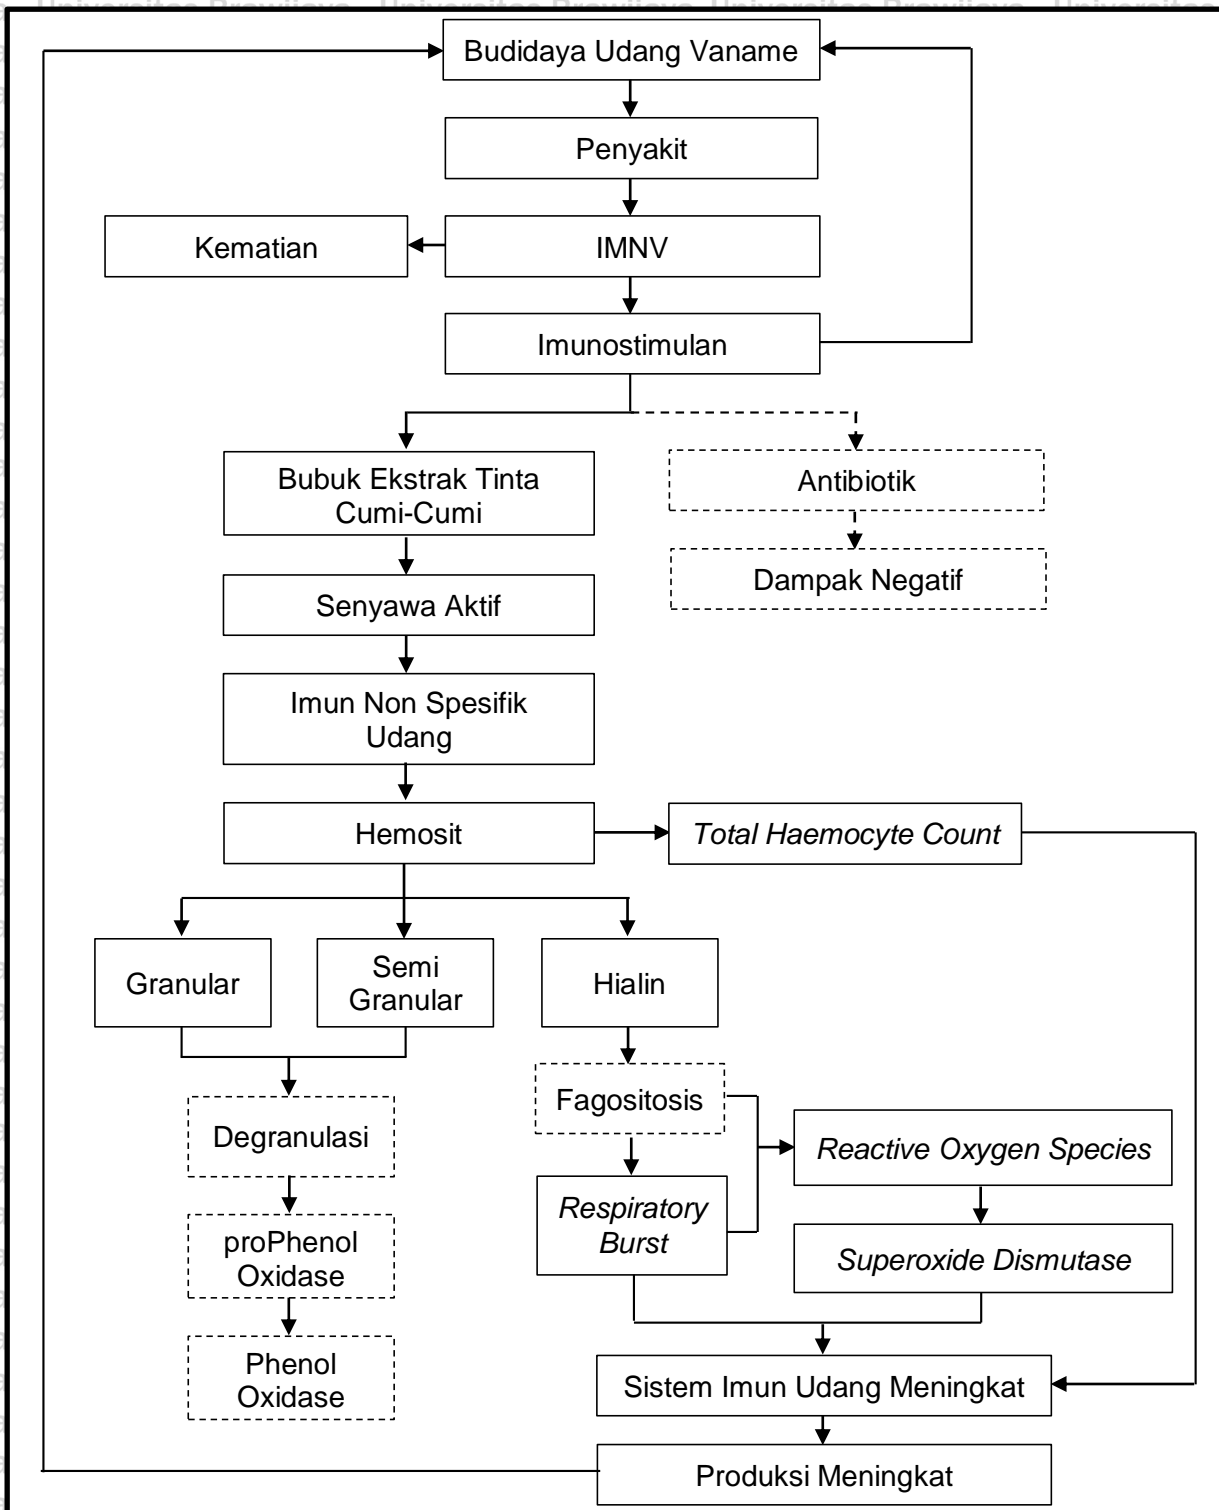 Budidaya Udang Vaname
Penyakit
Kematian
IMNV
Imunostimulan
Bubuk Ekstrak Tinta
Cumi-Cumi
Antibiotik
Dampak Negatif
Senyawa Aktif
Imun Non Spesifik
Udang
Hemosit
Total Haemocyte Count
Granular
Semi
Granular
Hialin
Fagositosis
Degranulasi
Reactive Oxygen Species
Respiratory
Burst
proPhenol
Oxidase
Superoxide Dismutase
Phenol
Oxidase
Sistem Imun Udang Meningkat
Produksi Meningkat